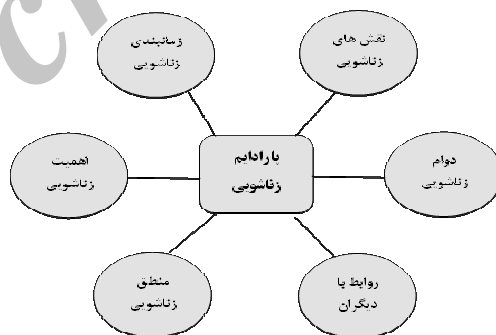 نقش های
زناشویی
زمانبندی
زناشویی
پارادایم
زناشویی
دوام
زناشویی
اهمیت
زناشویی
روابط با
دیگران
منطق
زناشویی